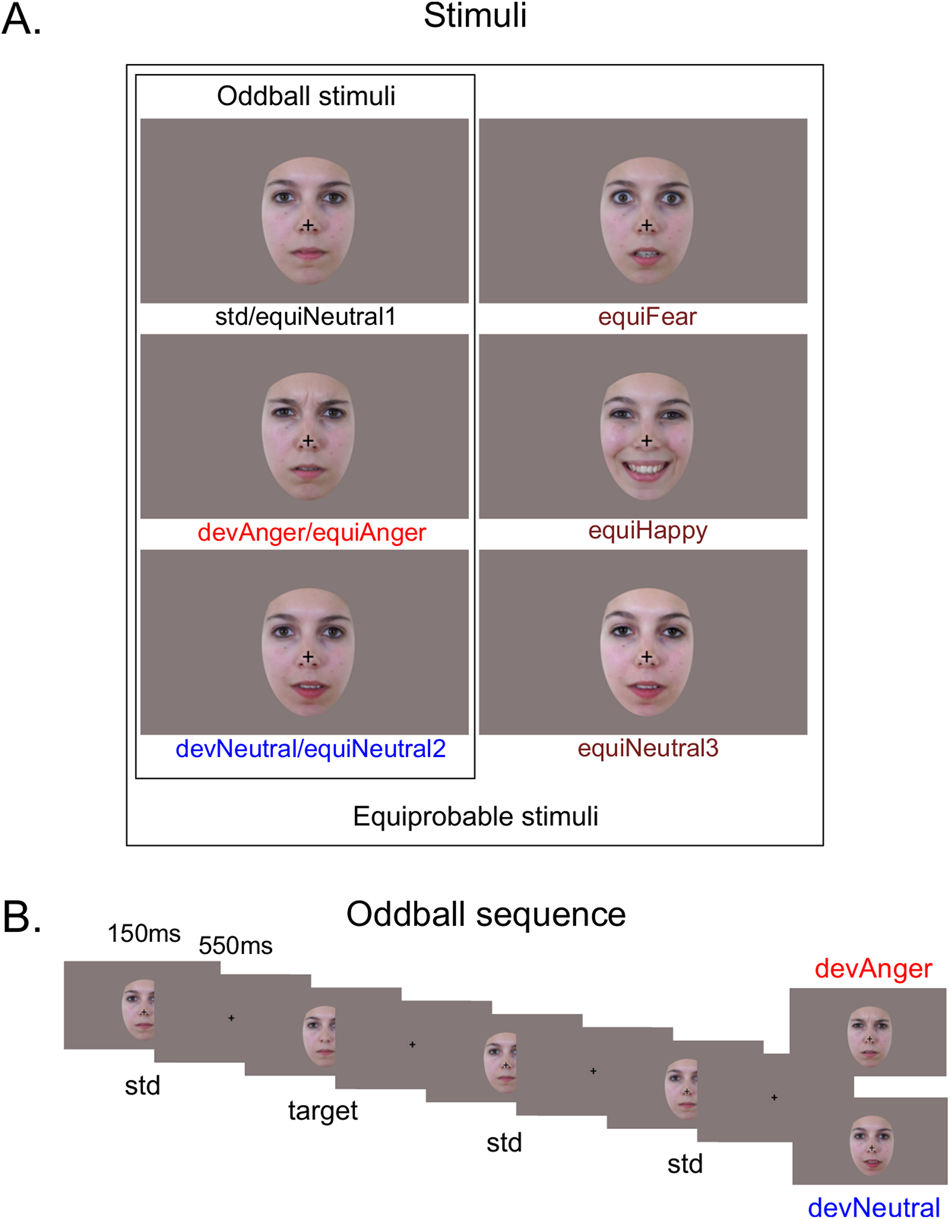 A.
Stimuli
Oddball stimuli
std/equiNeutral1
equiFear
devAnger/equiAnger
equiHappy
devNeutral/equiNeutral2
equiNeutral3
Equiprobable stimuli
B.
Oddball sequence
150ms
550ms
devAnger
std
target
std
std
devNeutral